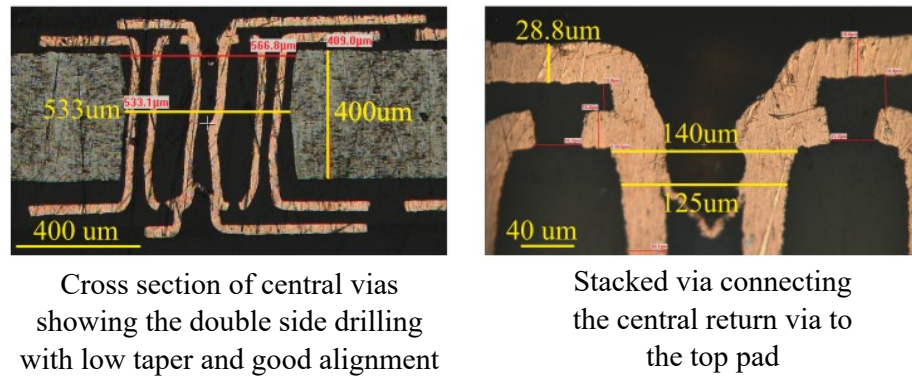 566.8μm
409.0μm
533um
533.1μm
400um
400 um
28.8um
140um
125um
40 um
Cross section of central vias
showing the double side drilling
with low taper and good alignment
Stacked via connecting
the central return via to
the top pad